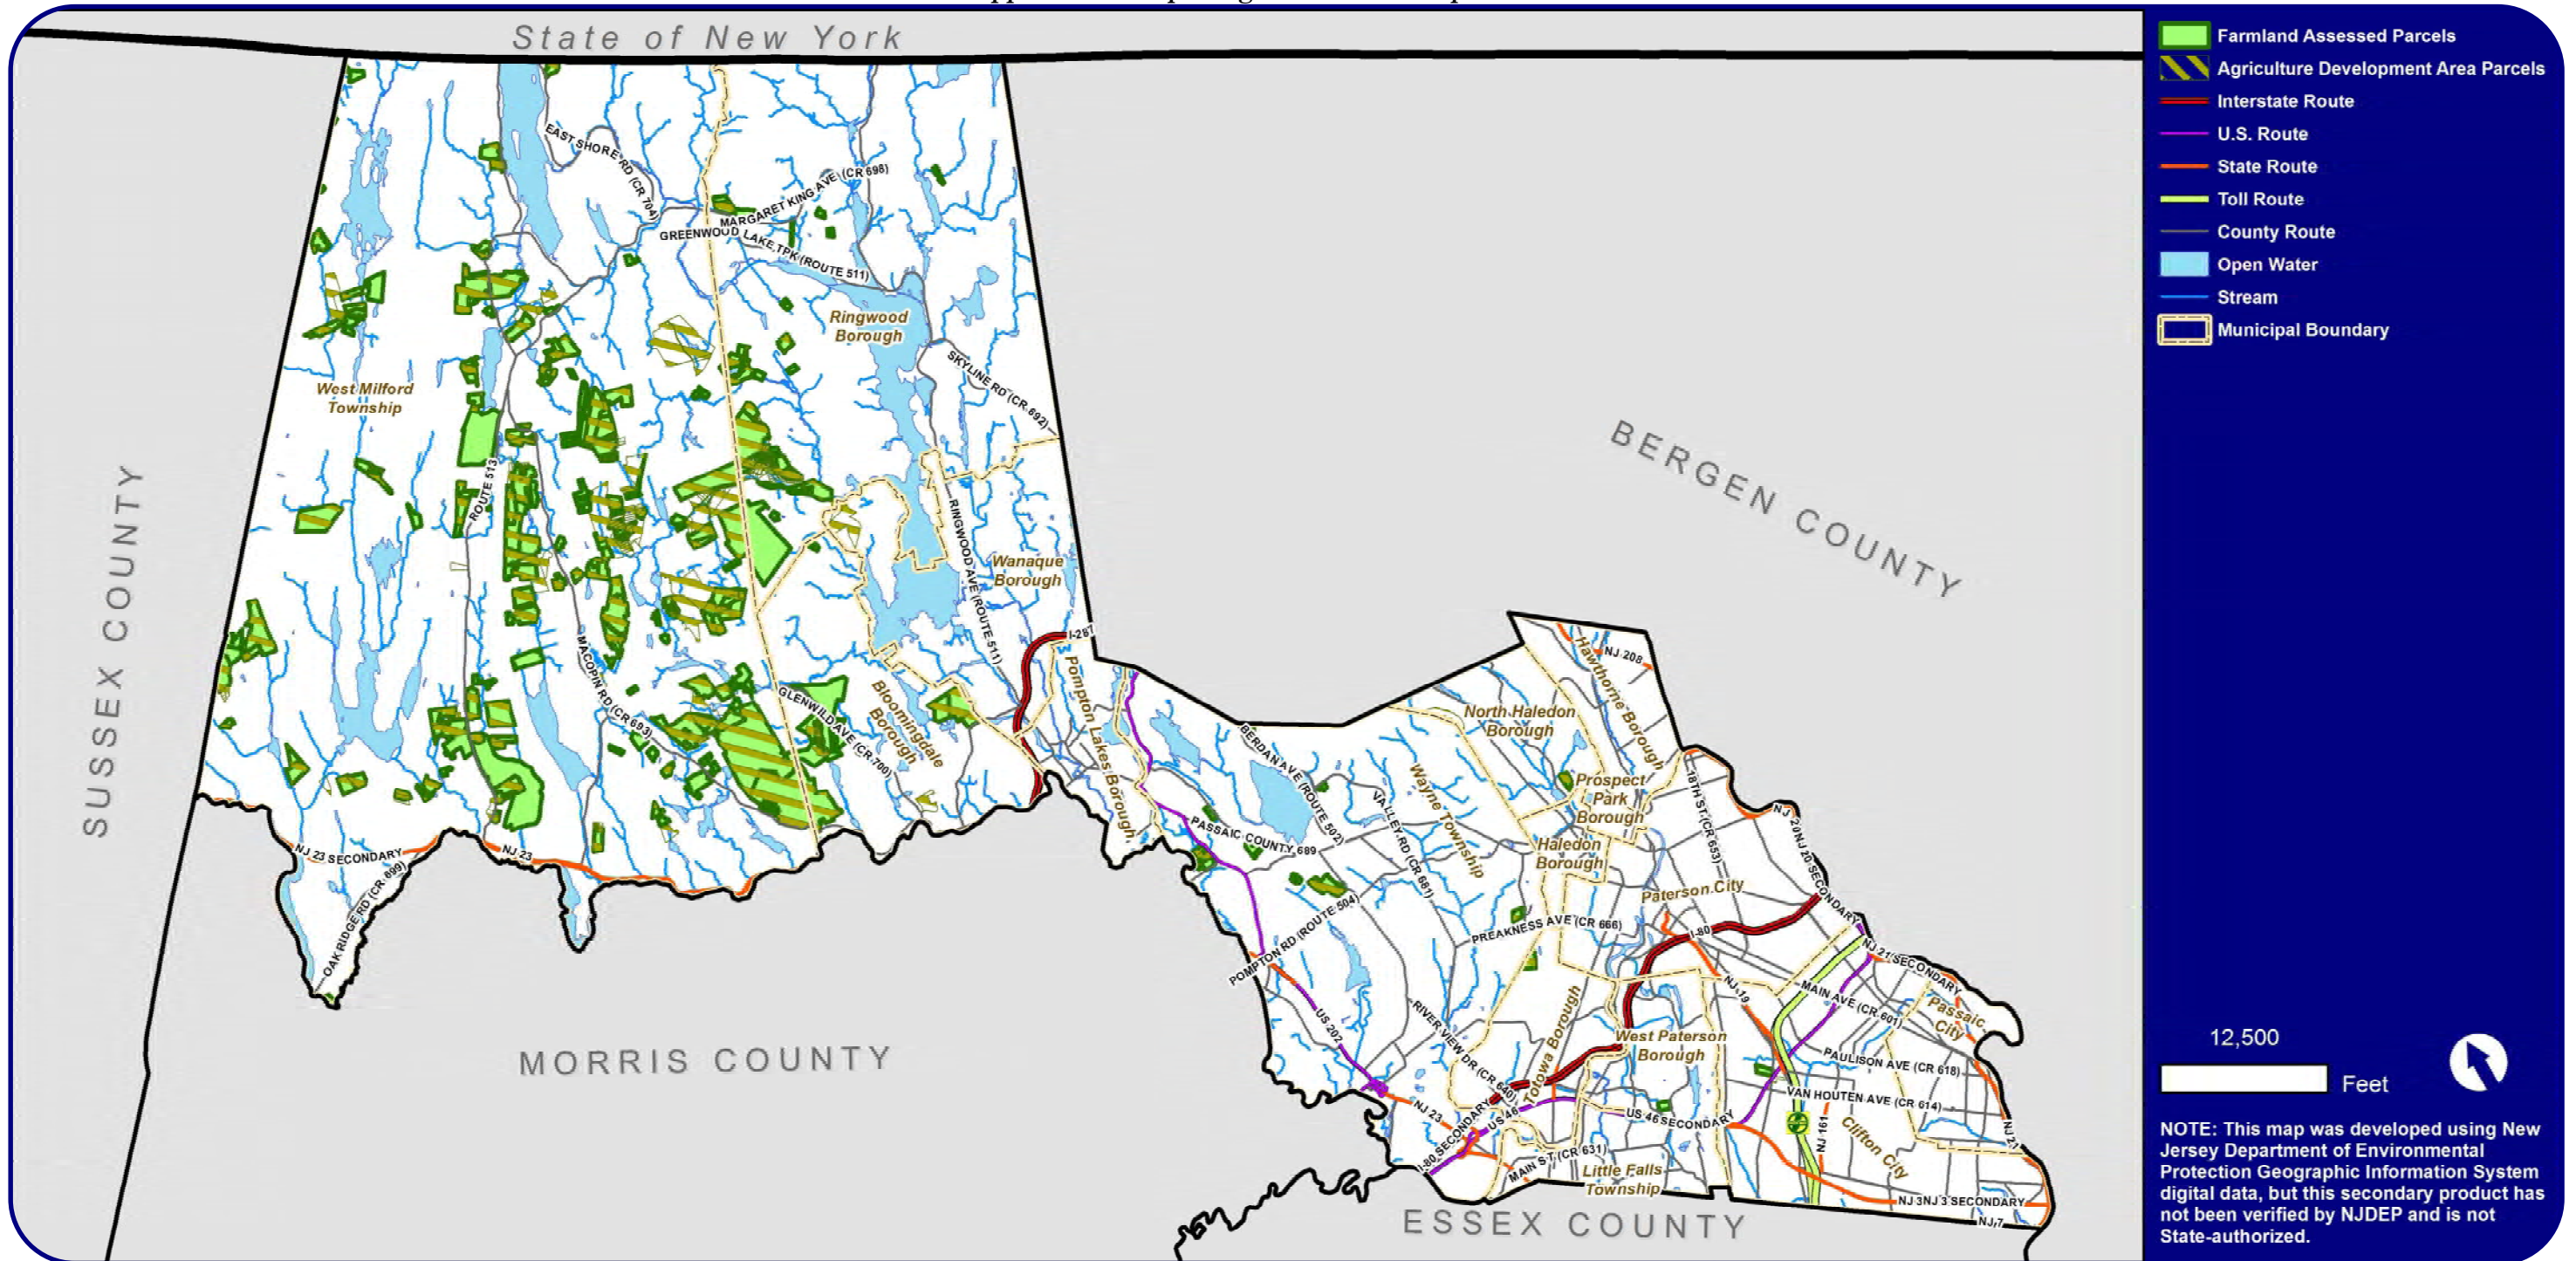 State of New York
EAST SHORE RD (CR 704)
MARGARET KING AVE (CR 698)
GREENWOOD LAKE TPK (ROUTE 511)
Ringwood
Borough
SKYLINE RD (CR 692)
West Milford
Township
ROUTE 513
RINGWOOD AVE (ROUTE 511)
Wanaque
Borough
I-287
MACOPIN RD (CR 693)
GLENWILD AVE (CR 700)
Bloomingdale
Borough
Pompton Lakes Borough
NJ 23 SECONDARY
NJ 23
OAK RIDGE RD (CR 699)
SUSSEX COUNTY
MORRIS COUNTY
BERGEN COUNTY
ESSEX COUNTY
Hawthorne Borough
NJ 208
North Haledon
Borough
BERDAN AVE (ROUTE 502)
VALLEY RD (CR 681)
Wayne Township
Prospect
Park
Borough
18TH ST (CR 653)
NJ 20
NJ 20 SECONDARY
PASSAIC COUNTY 689
Haledon
Borough
Paterson City
POMPTON RD (ROUTE 504)
PREAKNESS AVE (CR 666)
I-80
NJ 21 SECONDARY
NJ 19
MAIN AVE (CR 601)
Passaic
City
US 202
RIVER VIEW DR (CR 640)
Totowa Borough
West Paterson
Borough
PAULISON AVE (CR 618)
VAN HOUTEN AVE (CR 614)
NJ 23
I-80 SECONDARY
US 46
US 46 SECONDARY
NJ 161
Clifton City
NJ 21
MAIN ST (CR 631)
Little Falls
Township
NJ 3
NJ 3 SECONDARY
NJ 7
Farmland Assessed Parcels
Agriculture Development Area Parcels
Interstate Route
U.S. Route
State Route
Toll Route
County Route
Open Water
Stream
Municipal Boundary
12,500
Feet
NOTE: This map was developed using New
Jersey Department of Environmental
Protection Geographic Information System
digital data, but this secondary product has
not been verified by NJDEP and is not
State-authorized.